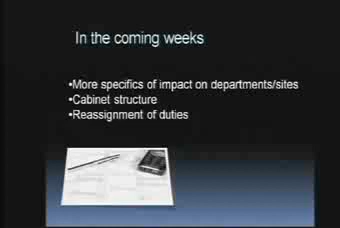 In the coming weeks
•More specifics of impact on departments/sites
•Cabinet structure
•Reassignment of duties